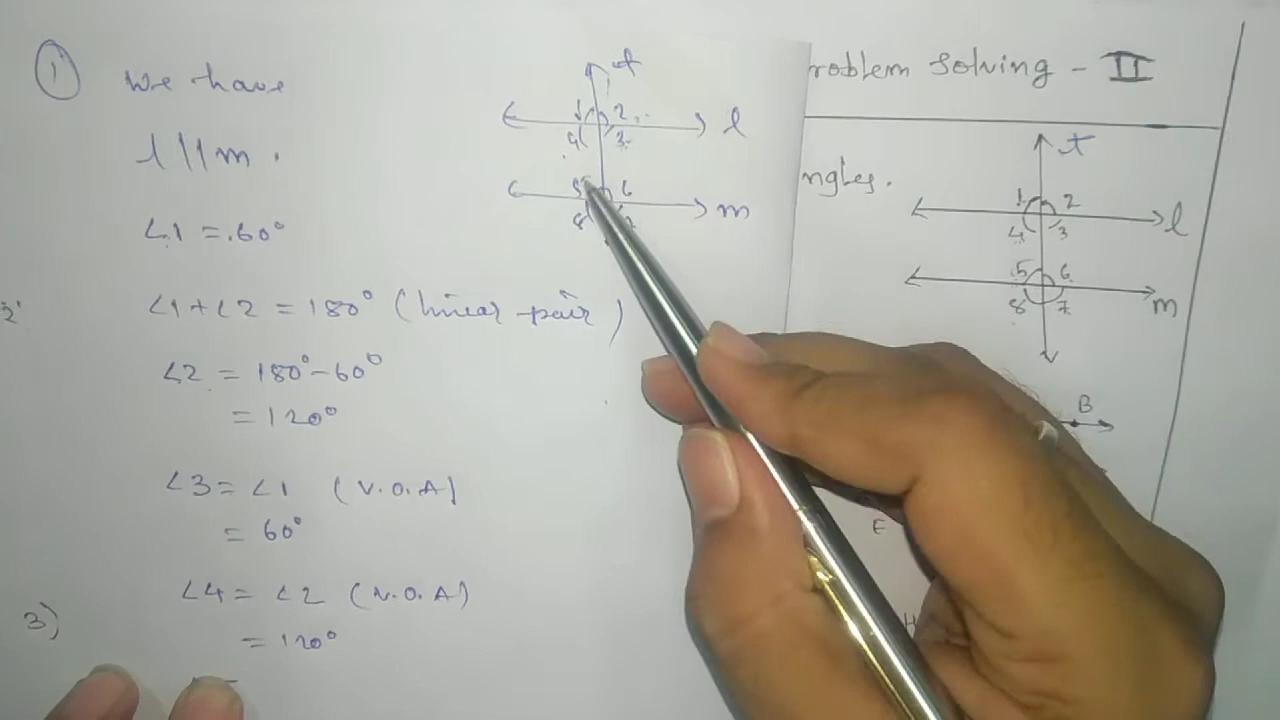 1
We have
l || m.
∠1 = 60°
∠1 + ∠2 = 180° (linear pair)
∠2 = 180° - 60°
= 120°
∠3 = ∠1 (V.O.A)
= 60°
∠4 = ∠2 (V.O.A)
= 120°
3)
t
1 2
4 3
l
5 6
8 7
m
roblem Solving - II
ngles.
t
1 2
4 3
l
5 6
8 7
m
B
E
H